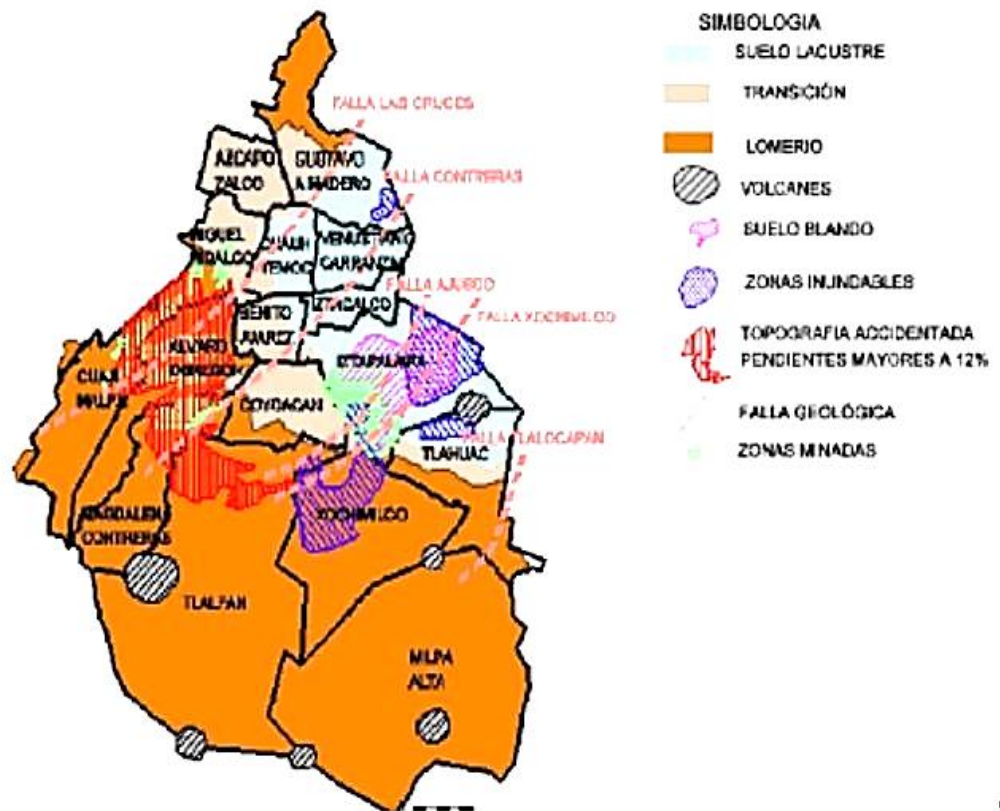 SIMBOLOGIA
SUELO LACUSTRE
TRANSICIÓN
LOMERIO
VOLCANES
SUELO BLANDO
ZONAS INUNDABLES
TOPOGRAFIA ACCIDENTADA
PENDIENTES MAYORES A 12%
FALLA GEOLÓGICA
ZONAS MINADAS
FALLA LAS CRUCES
AZCAPO
ZALCO
GUSTAVO
A MADERO
FALLA CONTRERAS
MIGUEL
HIDALGO
CUAUH
TEMOC
CARRANZA
FALLA AJUSCO
IZTACALCO
BENITO
JUAREZ
FALLA XOCHIMILCO
ALVARO
OBREGON
IZTAPALAPA
CUAJI
MALPA
COYOACAN
FALLA TLALOCAPAN
TLAHUAC
MAGDALENA
CONTRERAS
XOCHIMILCO
TLALPAN
MILPA
ALTA